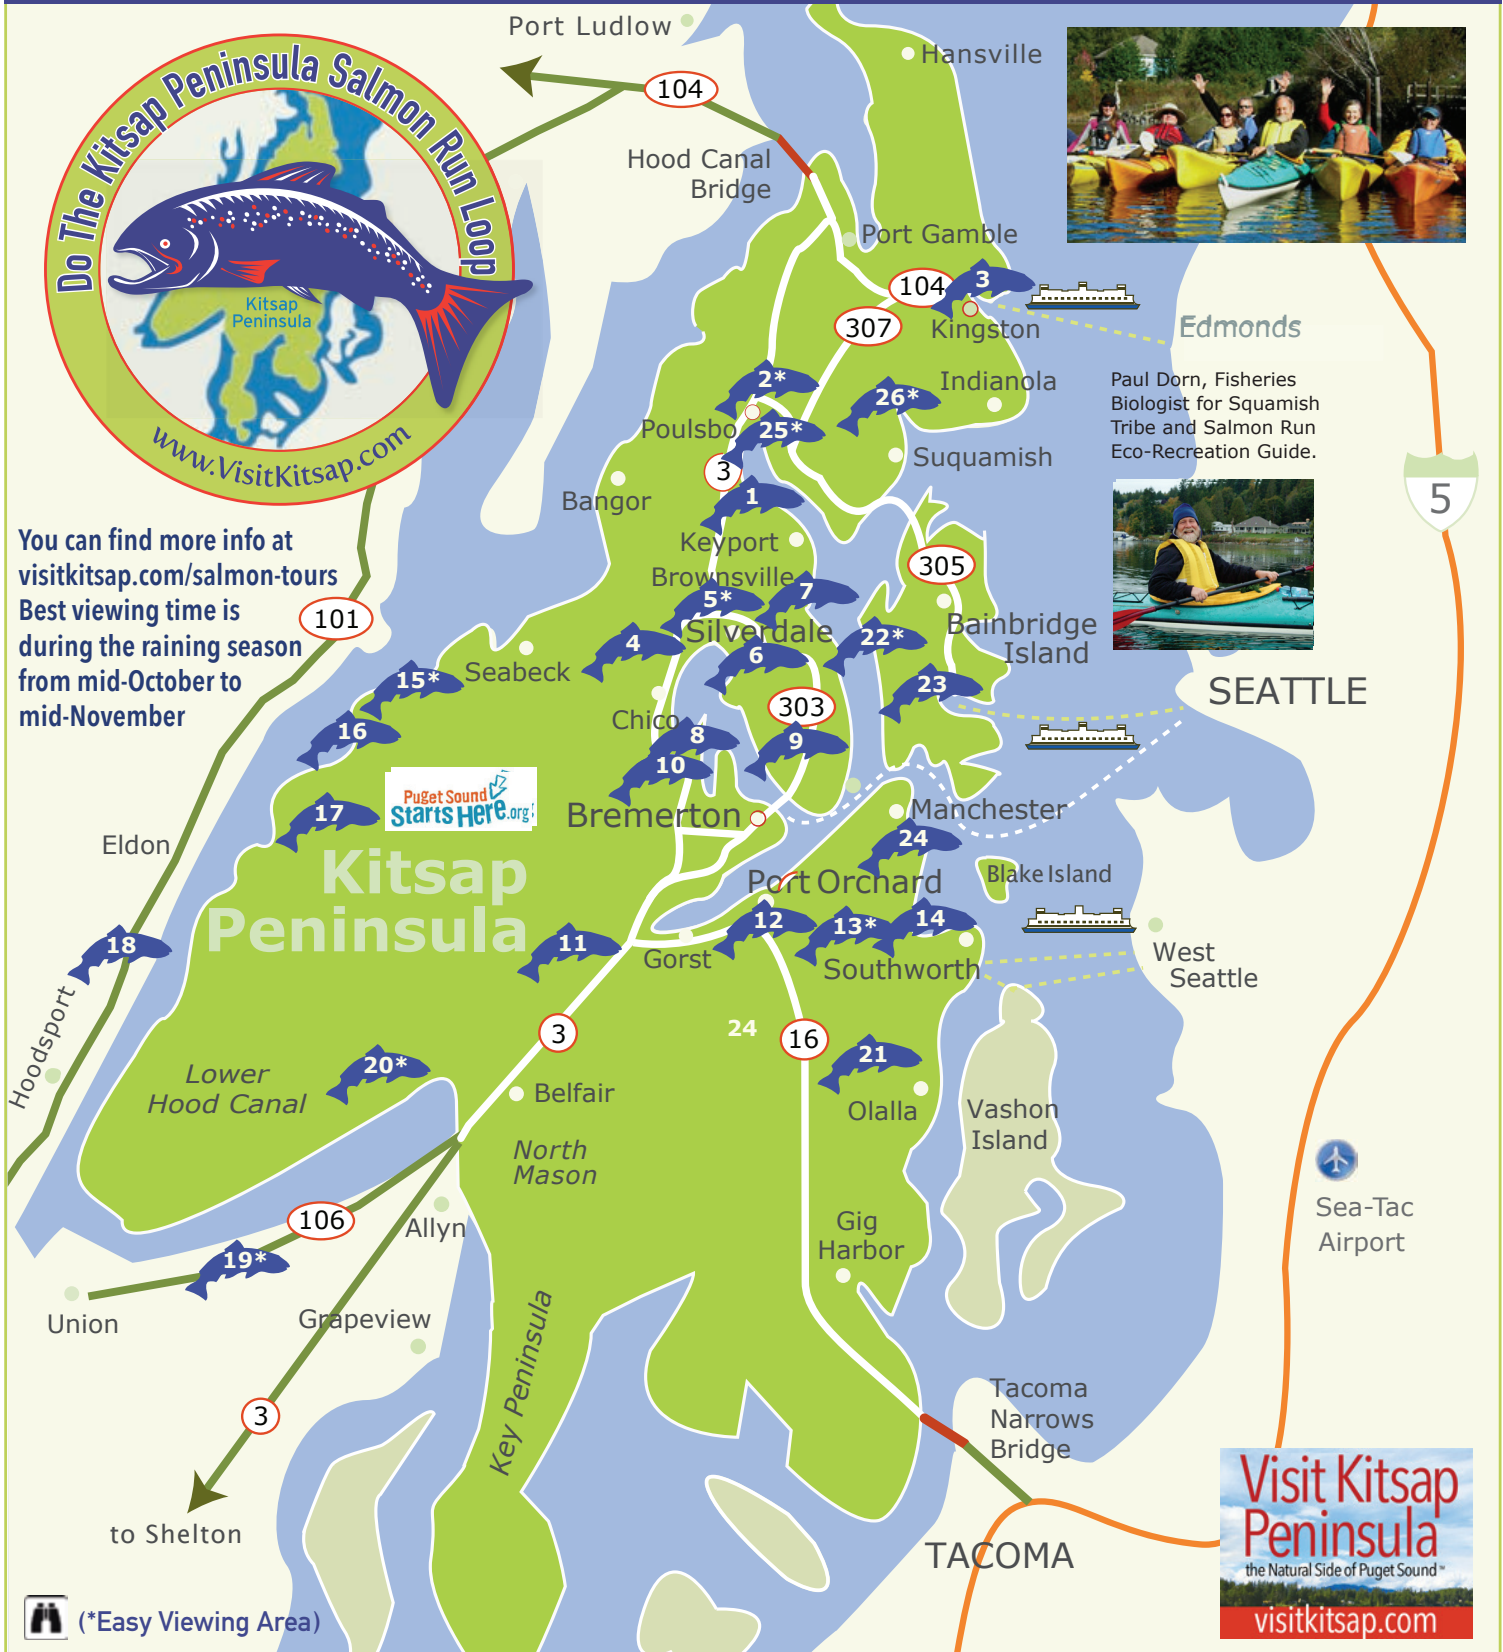 Port Ludlow
Hansville
104
Hood Canal
Bridge
Do The Kitsap Peninsula Salmon Run Loop
Kitsap
Peninsula
www.VisitKitsap.com
Port Gamble
104
3
307
Kingston
Edmonds
2*
26*
Indianola
Paul Dorn, Fisheries
Biologist for Squamish
Tribe and Salmon Run
Eco-Recreation Guide.
Poulsbo
25*
Suquamish
3
Bangor
1
5
You can find more info at
visitkitsap.com/salmon-tours
Best viewing time is
during the raining season
from mid-October to
mid-November
Keyport
Brownsville
305
101
5*
7
Silverdale
4
6
22*
Bainbridge
Island
15*
Seabeck
23
SEATTLE
303
16
Chico
8
9
10
Puget Sound
Starts Here.org
17
Bremerton
Manchester
24
Eldon
Kitsap
Peninsula
Port Orchard
Blake Island
18
11
12
13*
14
Gorst
Southworth
West
Seattle
Hoodsport
3
24
16
21
20*
Lower
Hood Canal
Belfair
Olalla
Vashon
Island
North
Mason
106
Allyn
Gig
Harbor
Sea-Tac
Airport
19*
Union
Grapeview
Key Peninsula
3
Tacoma
Narrows
Bridge
to Shelton
TACOMA
Visit Kitsap
Peninsula
the Natural Side of Puget Sound™
visitkitsap.com
(*Easy Viewing Area)